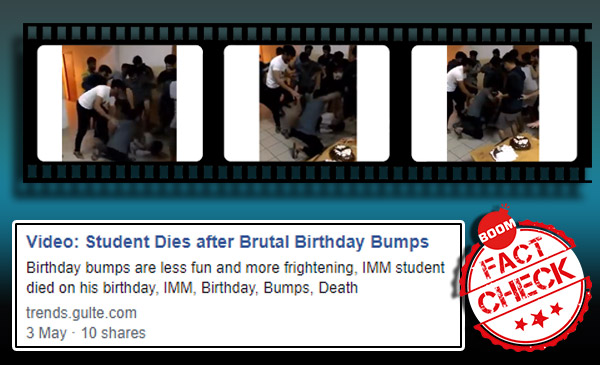 Video: Student Dies after Brutal Birthday Bumps
Birthday bumps are less fun and more frightening, IMM student
died on his birthday, IMM, Birthday, Bumps, Death
trends.gulte.com
3 May · 10 shares
BOOM
FACT
CHECK